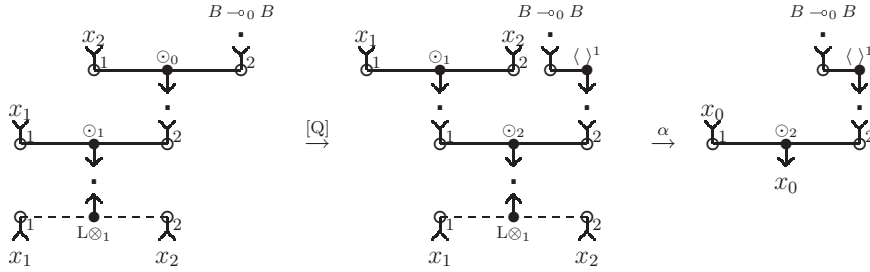 B ⊸₀ B B ⊸₀ B B ⊸₀ B
x₂ x₁ x₂
1 ⊙₀ 2 1 ⊙₁ 2 ⟨ ⟩¹ ⟨ ⟩¹
x₁ x₀
1 ⊙₁ 2 [Q] → 1 ⊙₂ 2 α → 1 ⊙₂ 2
x₀
1 L⊗₁ 2 1 L⊗₁ 2
x₁ x₂ x₁ x₂